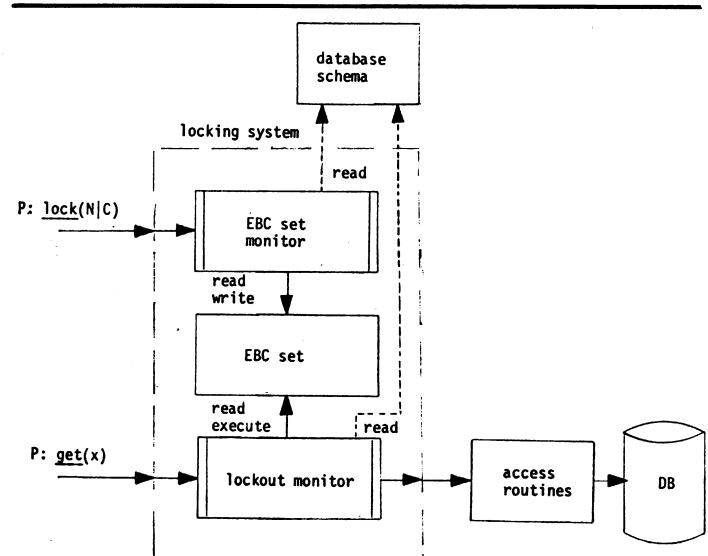 database
schema
locking system
read
P: lock(N|C)
EBC set
monitor
read
write
EBC set
read
execute
read
P: get(x)
lockout monitor
access
routines
DB